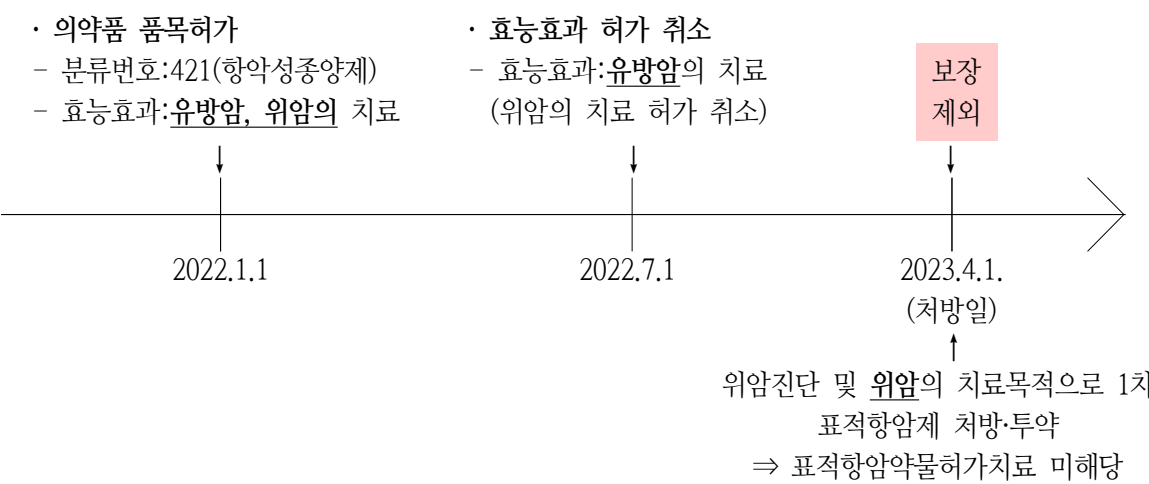 · 의약품 품목허가
- 분류번호:421(항악성종양제)
- 효능효과:유방암, 위암의 치료
· 효능효과 허가 취소
- 효능효과:유방암의 치료
(위암의 치료 허가 취소)
보장
제외
2022.1.1
2022.7.1
2023.4.1.
(처방일)
위암진단 및 위암의 치료목적으로 1차
표적항암제 처방·투약
⇒ 표적항암약물허가치료 미해당